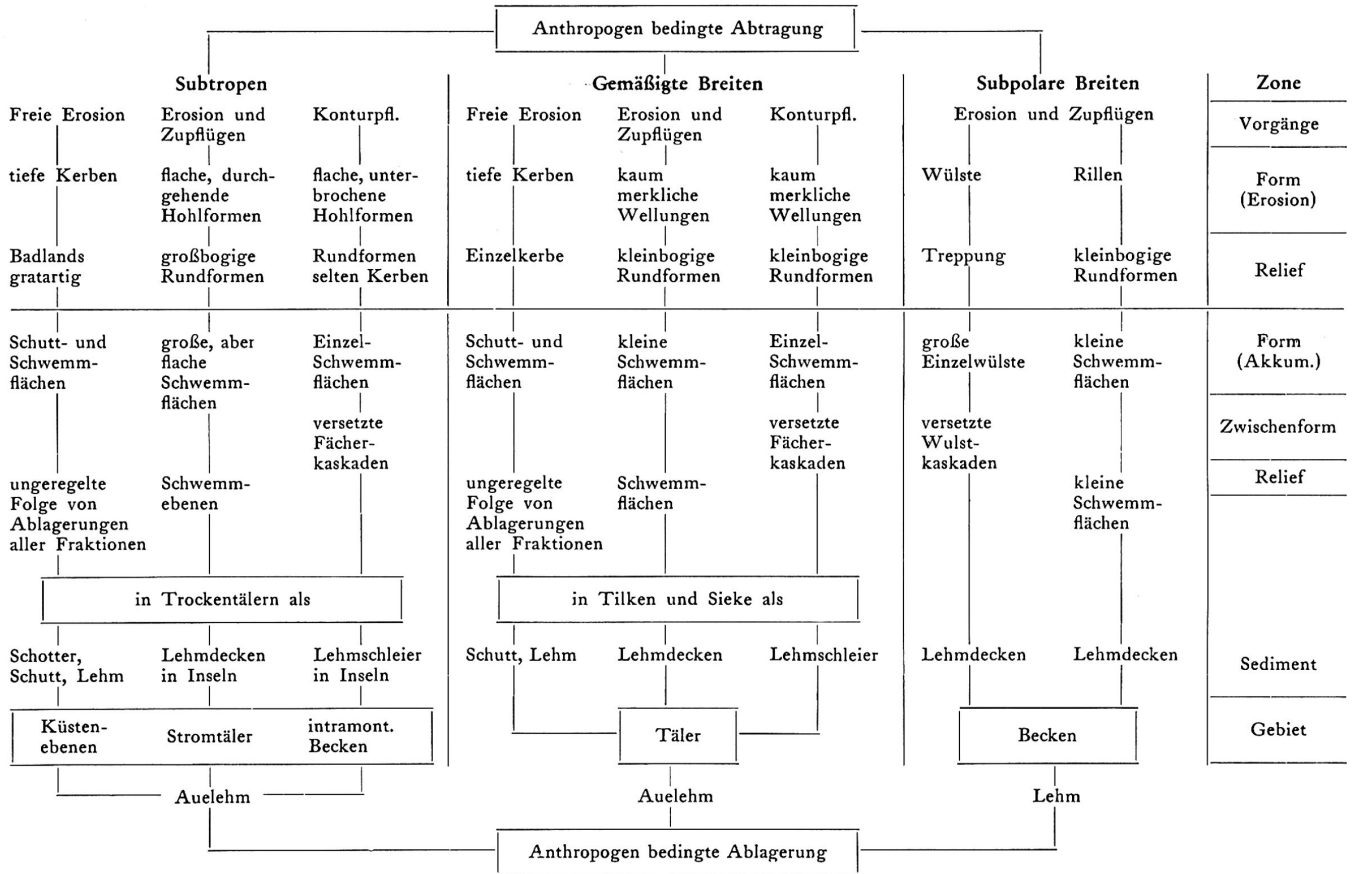 Anthropogen bedingte Abtragung
Subtropen
Gemäßigte Breiten
Subpolare Breiten
Zone
Freie Erosion
Erosion und
Zupflügen
Konturpfl.
Freie Erosion
Erosion und
Zupflügen
Konturpfl.
Erosion und Zupflügen
Vorgänge
tiefe Kerben
flache, durch-
gehende
Hohlformen
flache, unter-
brochene
Hohlformen
tiefe Kerben
kaum
merkliche
Wellungen
kaum
merkliche
Wellungen
Wülste
Rillen
Form
(Erosion)
Badlands
gratartig
großbogige
Rundformen
Rundformen
selten Kerben
Einzelkerbe
kleinbogige
Rundformen
kleinbogige
Rundformen
Treppung
kleinbogige
Rundformen
Relief
Schutt- und
Schwemm-
flächen
große, aber
flache
Schwemm-
flächen
Einzel-
Schwemm-
flächen
Schutt- und
Schwemm-
flächen
kleine
Schwemm-
flächen
Einzel-
Schwemm-
flächen
große
Einzelwülste
kleine
Schwemm-
flächen
Form
(Akkum.)
versetzte
Fächer-
kaskaden
versetzte
Fächer-
kaskaden
versetzte
Wulst-
kaskaden
Zwischenform
ungeregelte
Folge von
Ablagerungen
aller Fraktionen
Schwemm-
ebenen
ungeregelte
Folge von
Ablagerungen
aller Fraktionen
Schwemm-
flächen
kleine
Schwemm-
flächen
Relief
in Trockentälern als
in Tilken und Sieke als
Schotter,
Schutt, Lehm
Lehmdecken
in Inseln
Lehmschleier
in Inseln
Schutt, Lehm
Lehmdecken
Lehmschleier
Lehmdecken
Lehmdecken
Sediment
Küsten-
ebenen
Stromtäler
intramont.
Becken
Täler
Becken
Gebiet
Auelehm
Auelehm
Lehm
Anthropogen bedingte Ablagerung